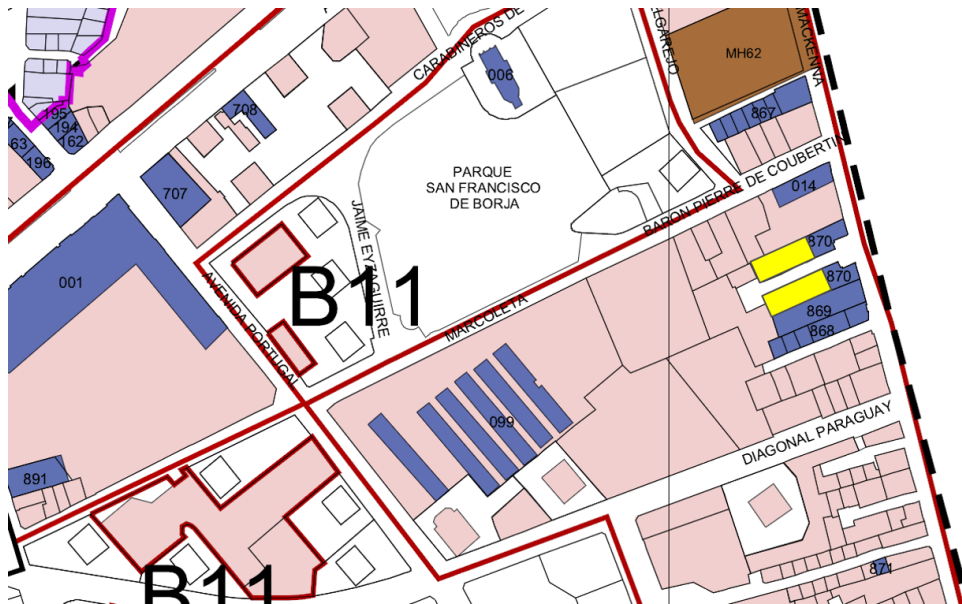 CARABINEROS DE
MACKENNA
MH62
006
195
194
162
63
196
708
867
707
PARQUE
SAN FRANCISCO
DE BORJA
BARON PIERRE DE COUBERTIN
014
JAIME EYZAGUIRRE
870
001
B11
870
AVENIDA PORTUGAL
MARCOLETA
869
868
099
DIAGONAL PARAGUAY
891
B11
871